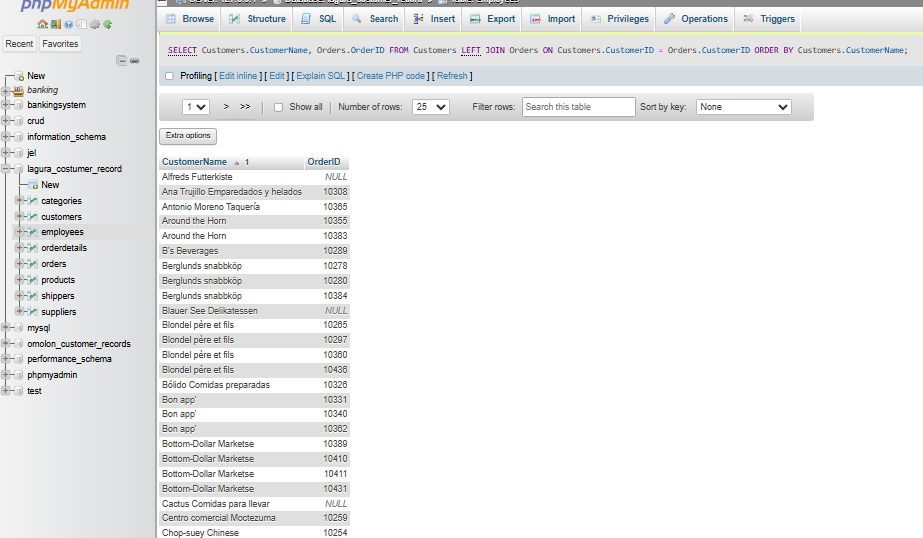 phpMyAdmin
Recent Favorites
New
banking
bankingsystem
crud
information_schema
jel
lagura_costumer_record
New
categories
customers
employees
orderdetails
orders
products
shippers
suppliers
mysql
omolon_customer_records
performance_schema
phpmyadmin
test
Browse Structure SQL Search Insert Export Import Privileges Operations Triggers
SELECT Customers.CustomerName, Orders.OrderID FROM Customers LEFT JOIN Orders ON Customers.CustomerID = Orders.CustomerID ORDER BY Customers.CustomerName;
Profiling [ Edit inline ] [ Edit ] [ Explain SQL ] [ Create PHP code ] [ Refresh ]
1 > >> Show all Number of rows: 25 Filter rows: Search this table Sort by key: None
Extra options
CustomerName 1 OrderID
Alfreds Futterkiste NULL
Ana Trujillo Emparedados y helados 10308
Antonio Moreno Taquería 10365
Around the Horn 10355
Around the Horn 10383
B's Beverages 10289
Berglunds snabbköp 10278
Berglunds snabbköp 10280
Berglunds snabbköp 10384
Blauer See Delikatessen NULL
Blondel père et fils 10265
Blondel père et fils 10297
Blondel père et fils 10360
Blondel père et fils 10436
Bólido Comidas preparadas 10326
Bon app' 10331
Bon app' 10340
Bon app' 10362
Bottom-Dollar Marketse 10389
Bottom-Dollar Marketse 10410
Bottom-Dollar Marketse 10411
Bottom-Dollar Marketse 10431
Cactus Comidas para llevar NULL
Centro comercial Moctezuma 10259
Chop-suey Chinese 10254